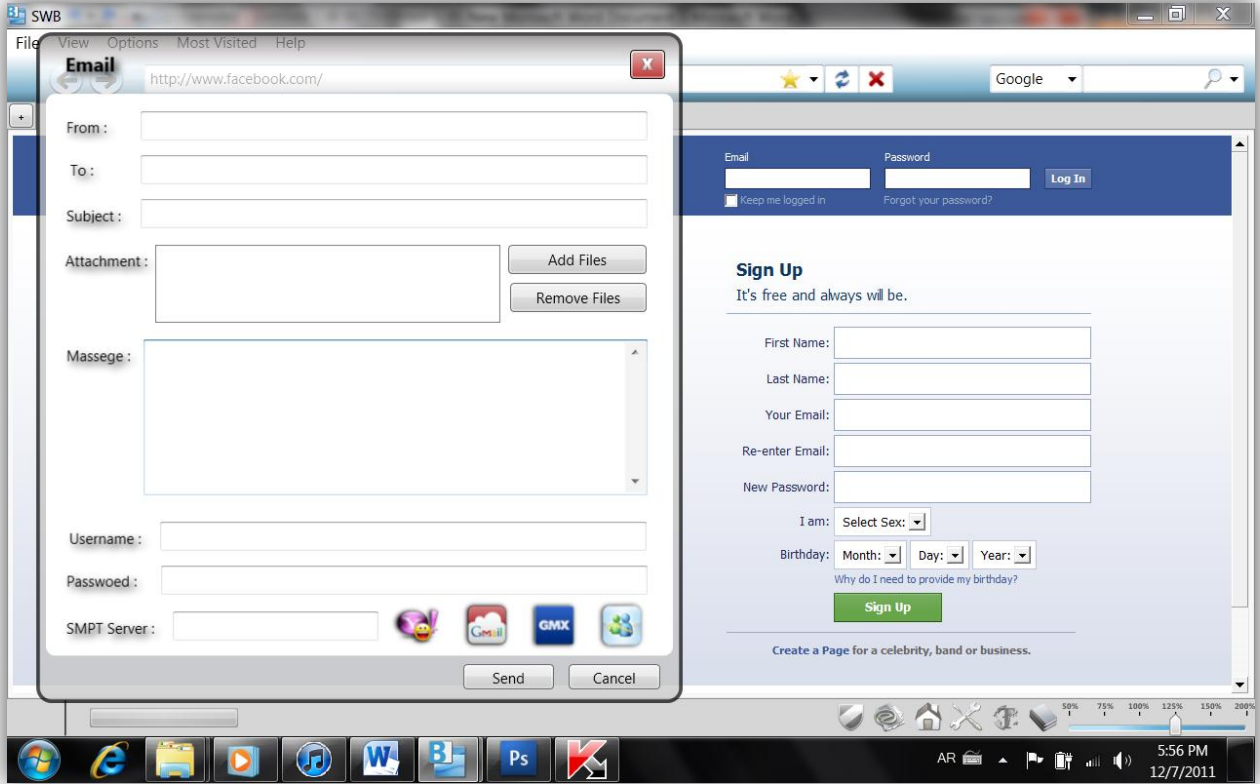 SWB
File View Options Most Visited Help
Email
X
http://www.facebook.com/
Google
+
From :
To :
Subject :
Attachment :
Add Files
Remove Files
Massege :
Username :
Passwoed :
SMPT Server :
Gmail
GMX
Send
Cancel
Email
Password
Log In
Keep me logged in
Forgot your password?
Sign Up
It's free and always will be.
First Name:
Last Name:
Your Email:
Re-enter Email:
New Password:
I am: Select Sex:
Birthday: Month: Day: Year:
Why do I need to provide my birthday?
Sign Up
Create a Page for a celebrity, band or business.
50% 75% 100% 125% 150% 200%
W
Ps
AR
5:56 PM
12/7/2011